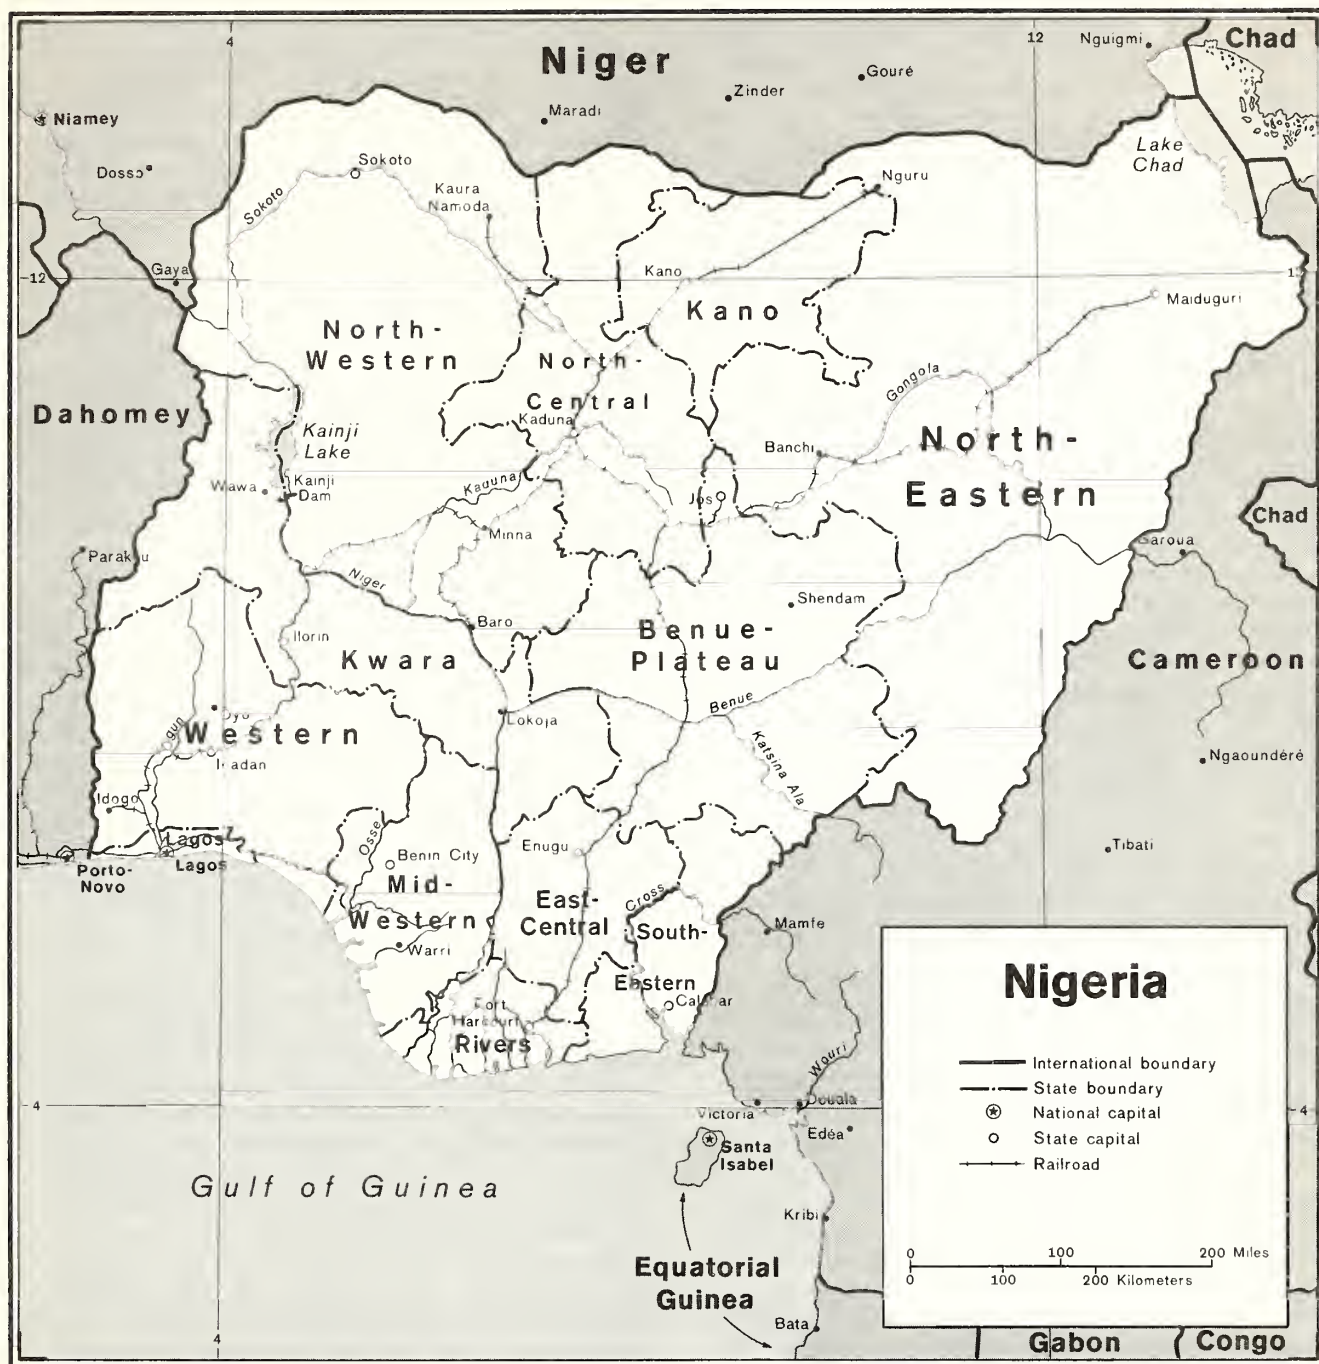 4
12
Nguigmi
Chad
Niger
Gouré
Zinder
Maradi
Niamey
Dosso
Lake
Chad
Sokoto
Sokoto
Kaura
Namoda
Nguru
Gaya
12
Kano
Maiduguri
Kano
North-
Western
North-
Central
Gongola
Dahomey
Kainji
Lake
Kaduna
Banchi
North-
Eastern
Wawa
Kainji
Dam
Kaduna
Jos
Chad
Minna
Garoua
Niger
Shendam
Baro
Ilorin
Kwara
Benue-
Plateau
Cameroon
Benue
Lokoja
Western
Katsina Ala
Ngaoundéré
Idogo
Osse
Lagos
Lagos
Porto-
Novo
Enugu
Tibati
Benin City
Mid-
Western
East-
Central
Cross
South-
Eastern
Mamfe
Warri
Port
Harcourt
Rivers
Wouri
4
Victoria
Douala
4
Edéa
Santa
Isabel
Gulf of Guinea
Kribi
Equatorial
Guinea
Bata
4
Gabon
Congo
Nigeria
International boundary
State boundary
National capital
State capital
Railroad
0 100 200 Miles
0 100 200 Kilometers